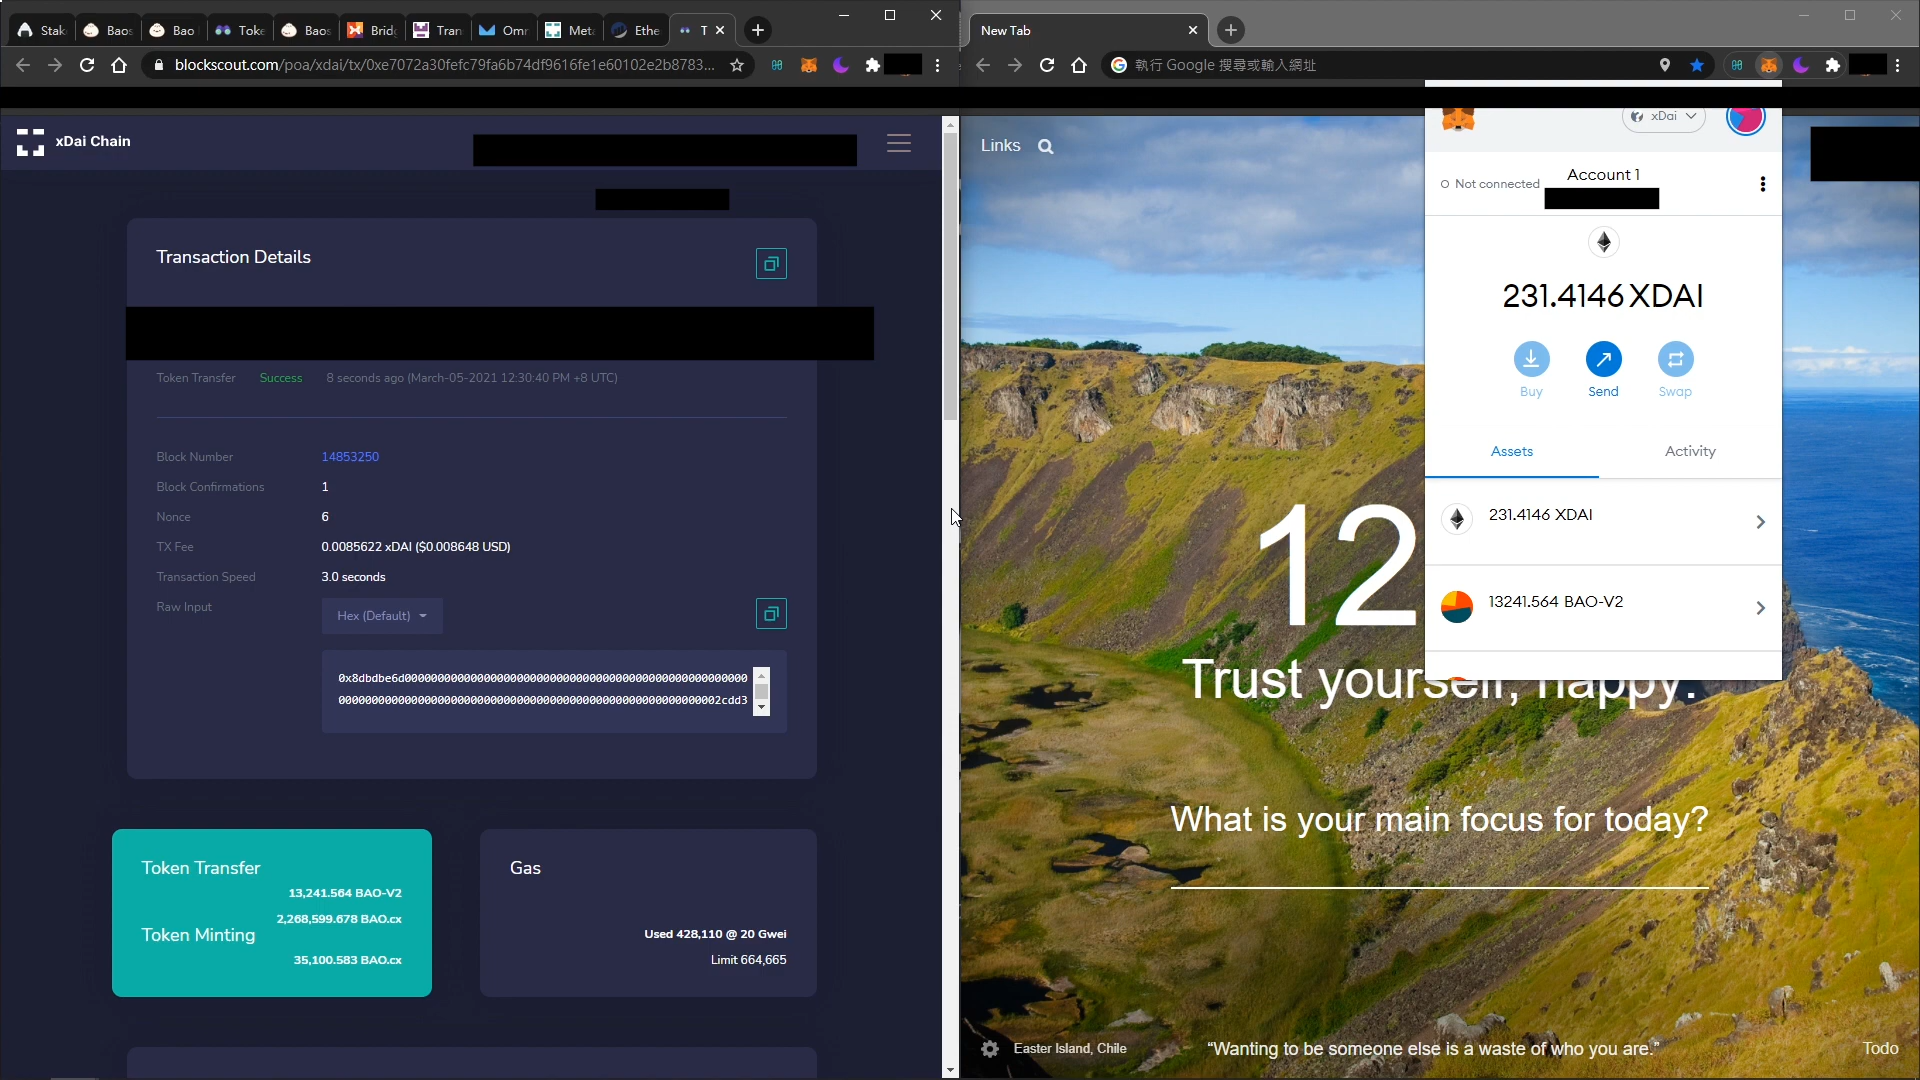 Stak
Baos
Bao
Toke
Baos
Bridg
Tran
Omr
Met
Ethe
T
blockscout.com/poa/xdai/tx/0xe7072a30fefc79fa6b74df9616fe1e60102e2b8783...
xDai Chain
Transaction Details
Token Transfer Success 8 seconds ago (March-05-2021 12:30:40 PM +8 UTC)
Block Number 14853250
Block Confirmations 1
Nonce 6
TX Fee 0.0085622 xDAI ($0.008648 USD)
Transaction Speed 3.0 seconds
Raw Input Hex (Default)
Token Transfer
13,241.564 BAO-V2
2,268,599.678 BAO.cx
Token Minting
35,100.583 BAO.cx
Gas
Used 428,110 @ 20 Gwei
Limit 664,665
New Tab
執行 Google 搜尋或輸入網址
Links
xDai
Not connected
Account 1
231.4146 XDAI
Buy Send Swap
Assets Activity
231.4146 XDAI
13241.564 BAO-V2
12
Trust yourself, happy.
What is your main focus for today?
Easter Island, Chile
“Wanting to be someone else is a waste of who you are.”
Todo